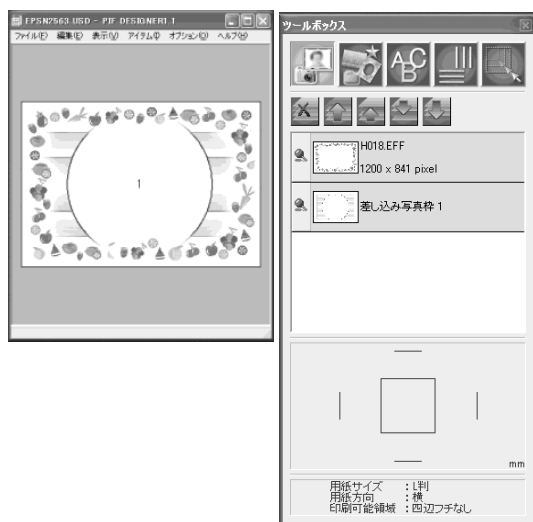 EPSN2563.USD - PIF DESIGNER1.1
ファイル(F) 編集(E) 表示(V) アイテム(I) オプション(O) ヘルプ(H)
1
ツールボックス
ABC
H018.EFF
1200 x 841 pixel
差し込み写真枠 1
mm
用紙サイズ :L判
用紙方向 :横
印刷可能領域 :四辺フチなし